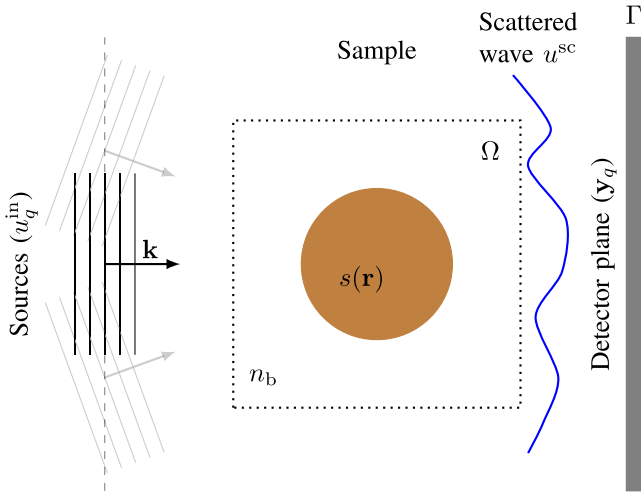 Sources (u_q^in)
k
Sample
Ω
s(r)
n_b
Scattered
wave u^sc
Detector plane (y_q)
Γ